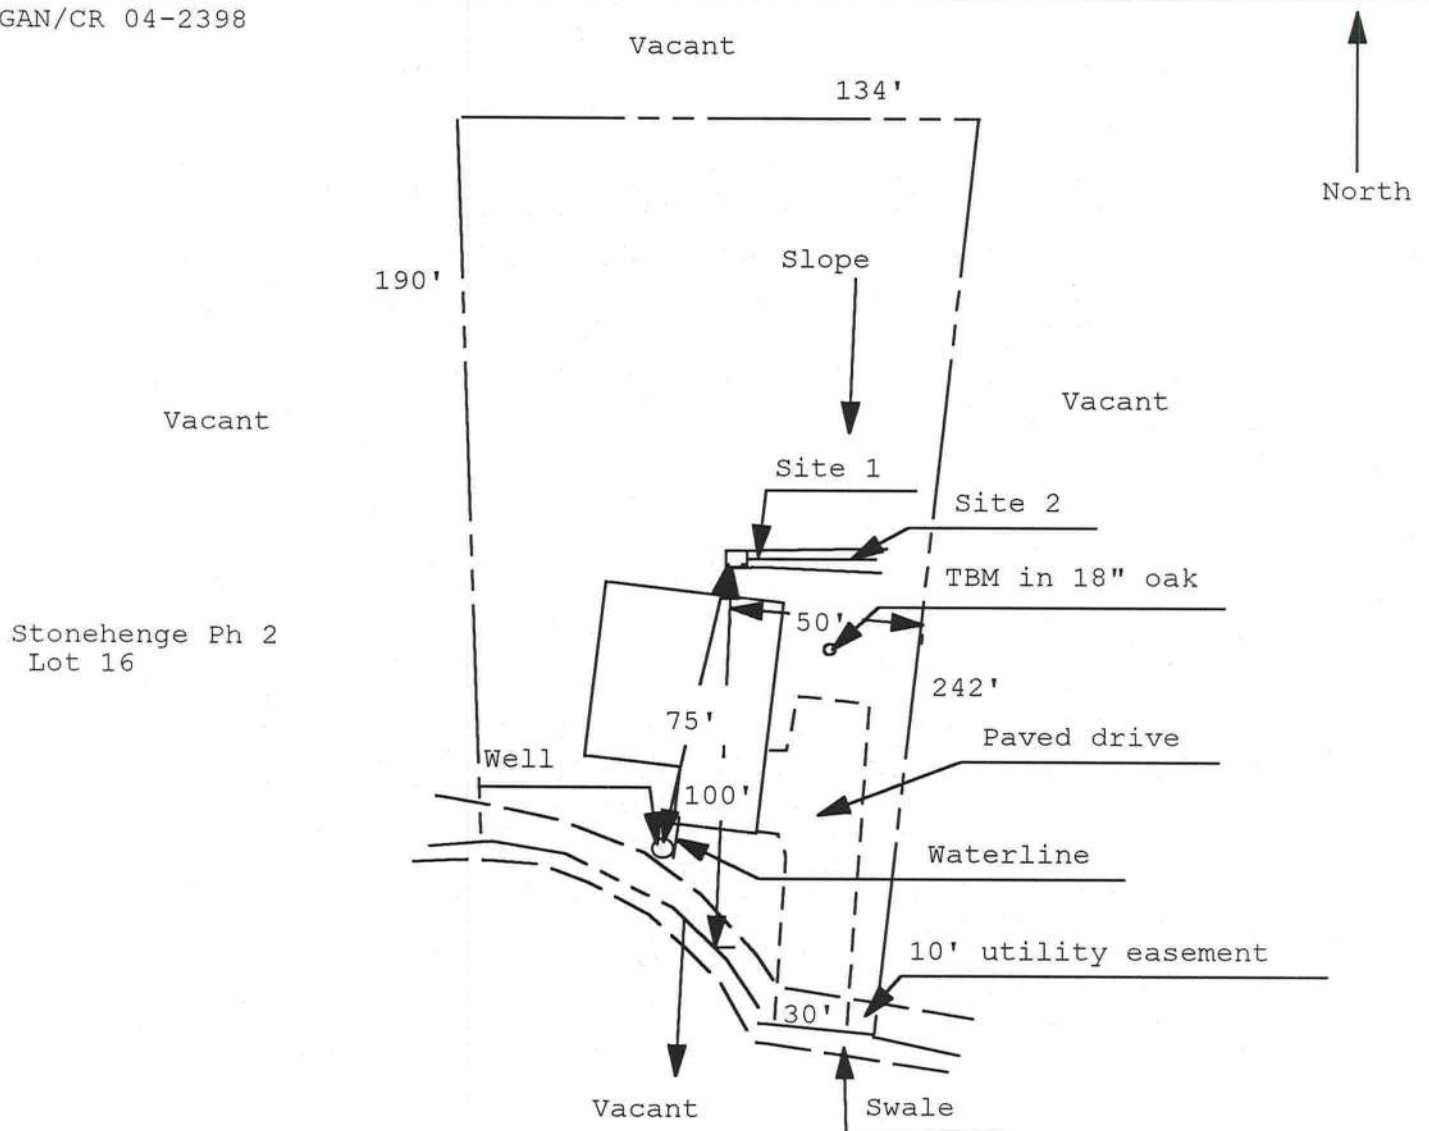 GAN/CR 04-2398
Vacant
134'
North
Slope
190'
Vacant
Vacant
Site 1
Site 2
TBM in 18" oak
50'
Stonehenge Ph 2
Lot 16
242'
75'
Paved drive
Well
100'
Waterline
10' utility easement
30'
Vacant
Swale